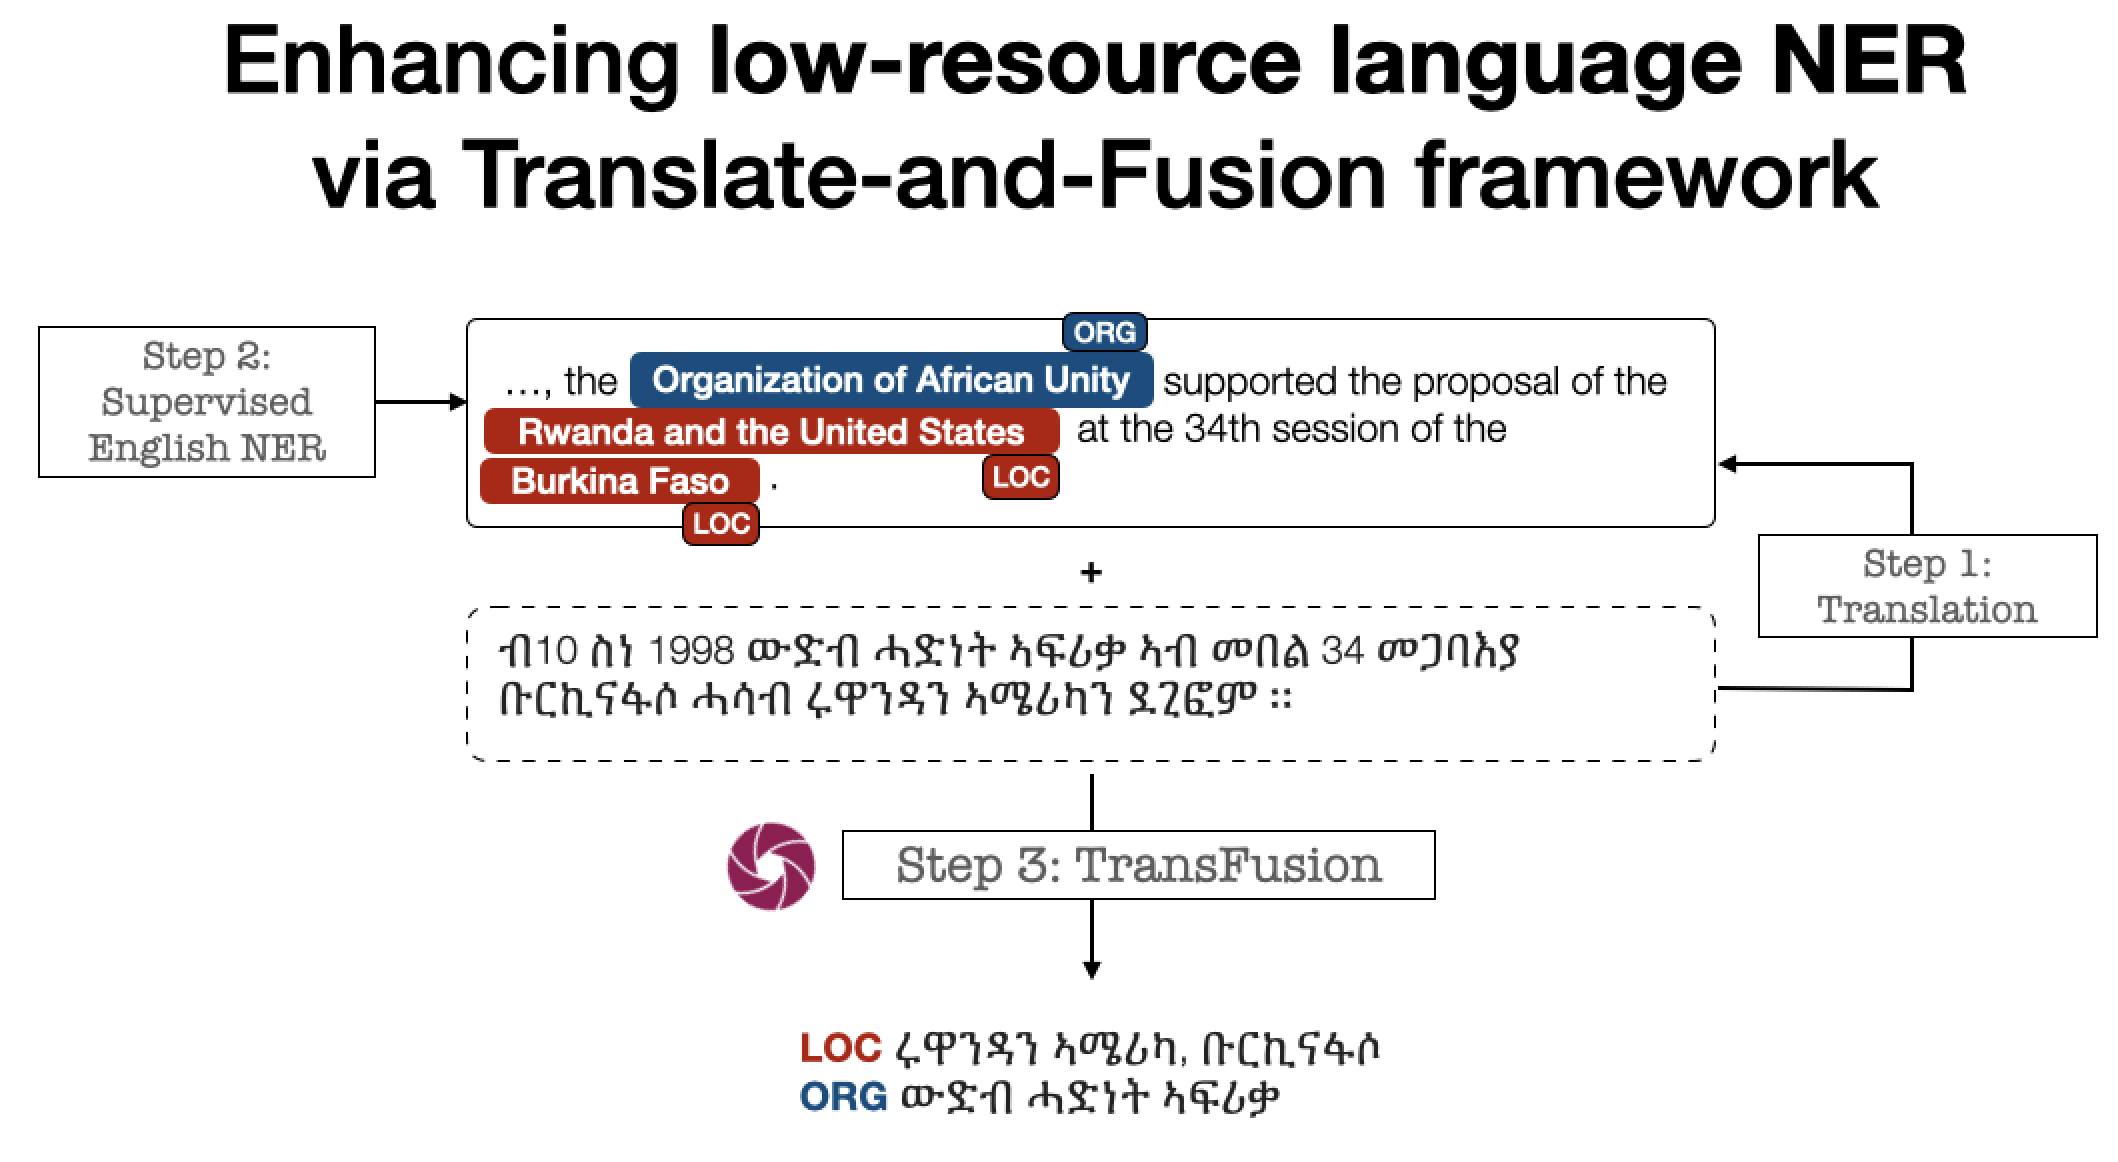 Enhancing low-resource language NER
via Translate-and-Fusion framework
Step 2:
Supervised
English NER
ORG
..., the Organization of African Unity supported the proposal of the
Rwanda and the United States at the 34th session of the
Burkina Faso .
LOC
LOC
+
Step 1:
Translation
ብ10 ስነ 1998 ውድብ ሓድነት ኣፍሪቃ ኣብ መበል 34 መጋባእያ
ቡርኪናፋሶ ሓሳብ ሩዋንዳን ኣሜሪካን ደገፎም ።
Step 3: TransFusion
LOC ሩዋንዳን ኣሜሪካ, ቡርኪናፋሶ
ORG ውድብ ሓድነት ኣፍሪቃ